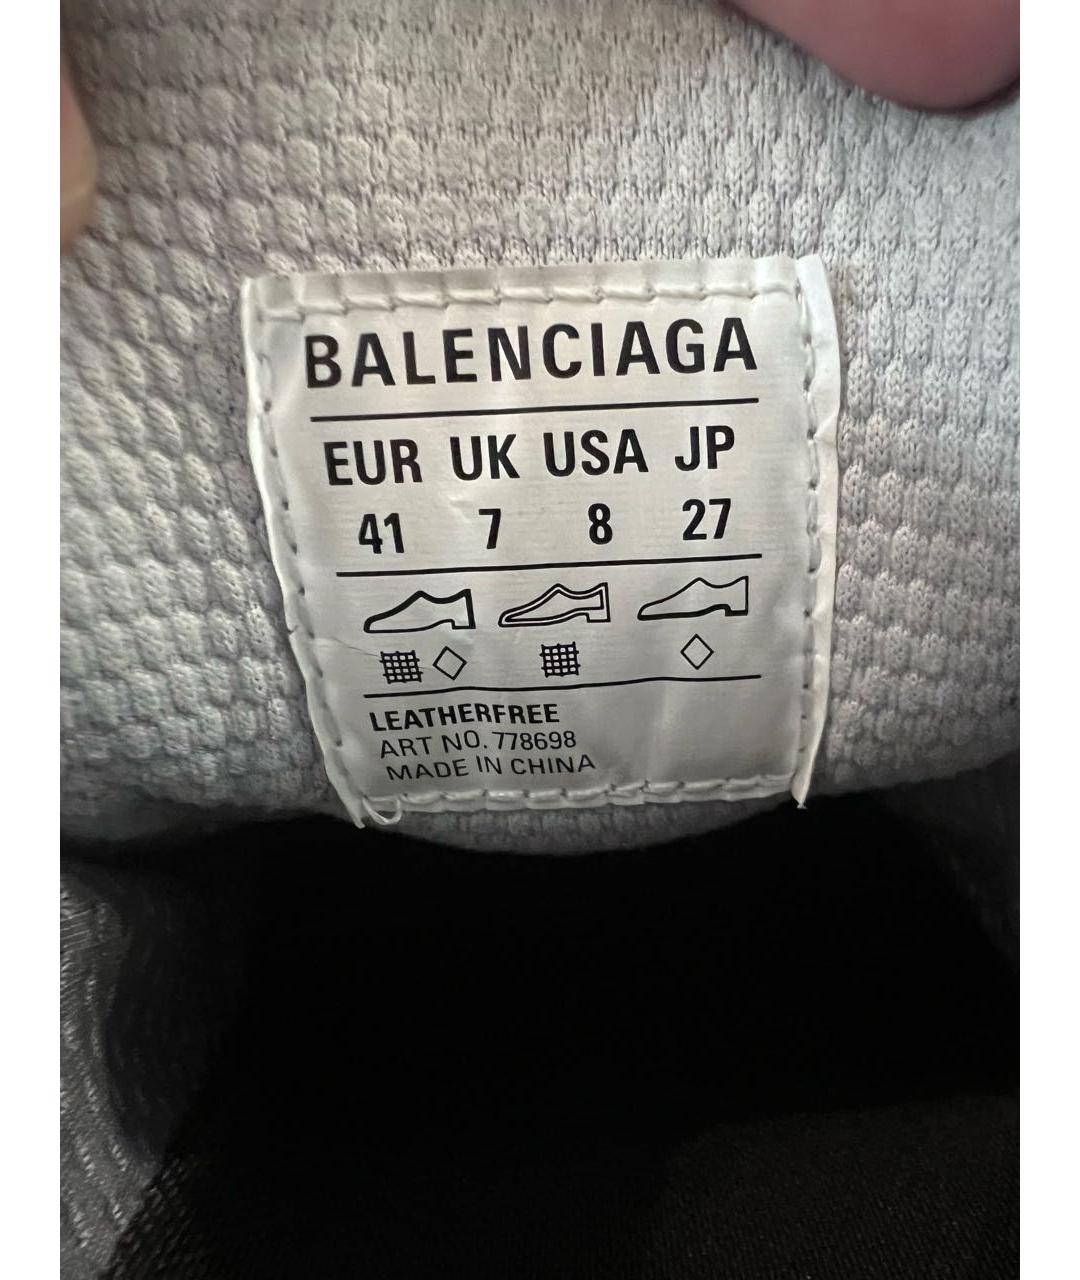 BALENCIAGA
EUR UK USA JP
41 7 8 27
LEATHERFREE
ART NO. 778698
MADE IN CHINA